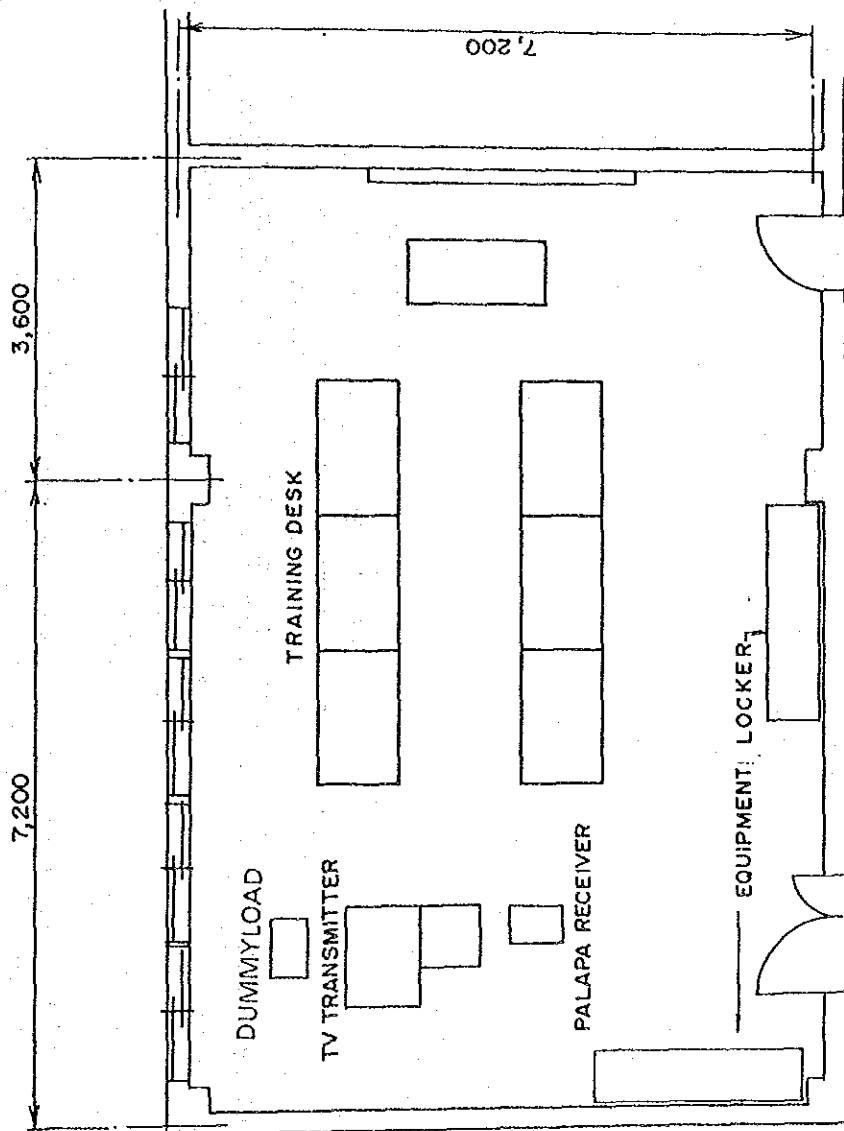 7,200
3,600
7,200
TRAINING DESK
DUMMYLOAD
TV TRANSMITTER
PALAPA RECEIVER
EQUIPMENT LOCKER